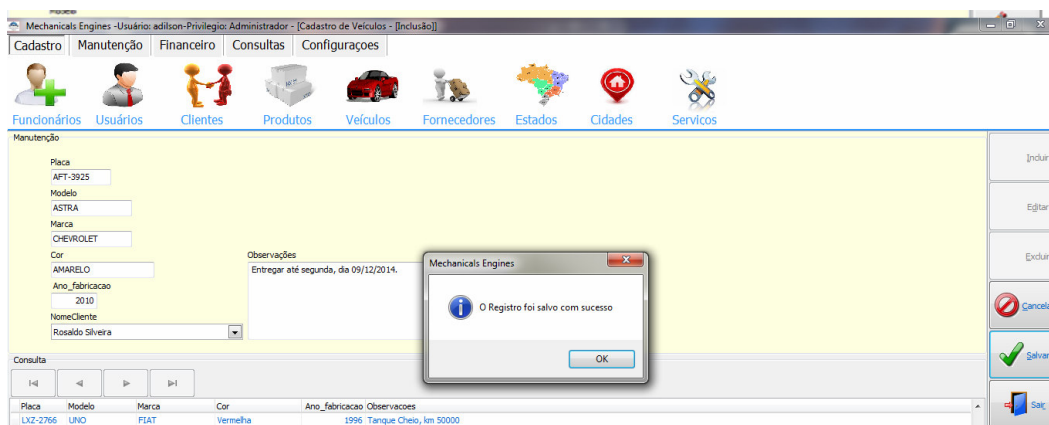 Mechanicals Engines -Usuário: adilson-Privilegio: Administrador - [Cadastro de Veículos - [Inclusão]]
Cadastro Manutenção Financeiro Consultas Configuraçoes
Funcionários Usuários Clientes Produtos Veículos Fornecedores Estados Cidades Servicos
Manutenção
Incluir
Placa
AFT-3925
Modelo
ASTRA
Editar
Marca
CHEVROLET
Cor
Observações
Mechanicals Engines
Excluir
AMARELO
Entregar até segunda, dia 09/12/2014.
Ano_fabricacao
2010
O Registro foi salvo com sucesso
Cancela
NomeCliente
Rosaldo Silveira
Consulta
OK
Salvar
Placa Modelo Marca Cor Ano_fabricacao Observacoes
LXZ-2766 UNO FIAT Vermelha 1996 Tanque Cheio, km 50000
Sair